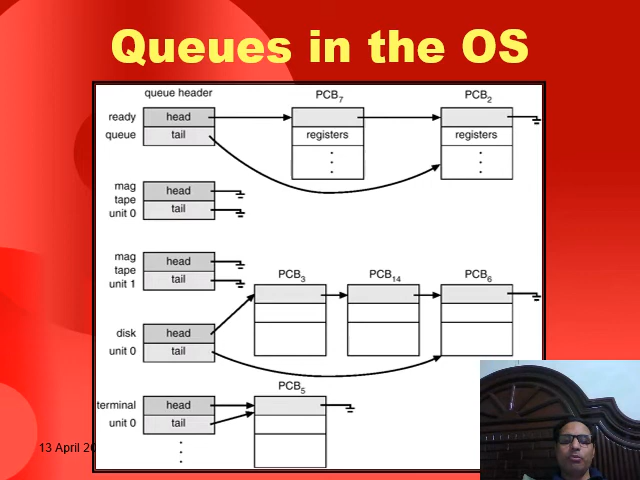 Queues in the OS
queue header
PCB7
PCB2
ready
head
queue
tail
registers
registers
mag
tape
unit 0
head
tail
mag
tape
unit 1
head
tail
PCB3
PCB14
PCB6
disk
head
unit 0
tail
PCB5
terminal
head
unit 0
tail
13 April